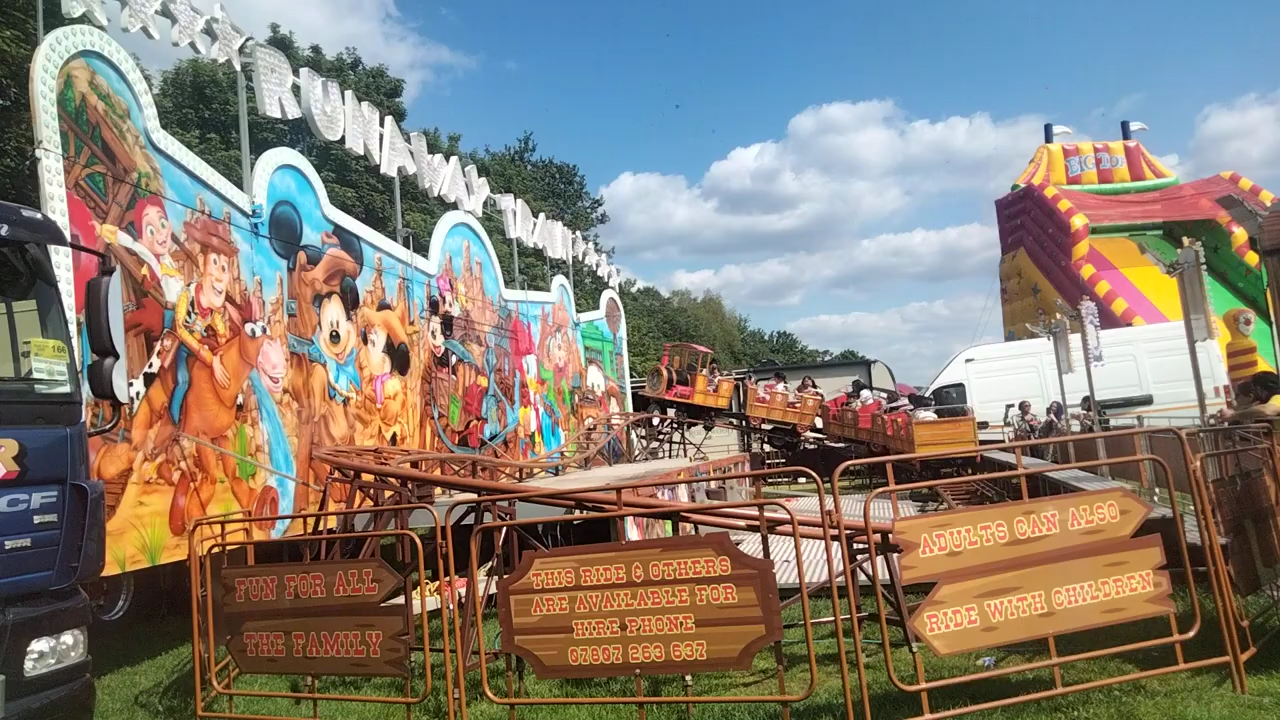 RUNAWAY TRAIN
BIG TOP
166
CF
FUN FOR ALL
THE FAMILY
THIS RIDE & OTHERS
ARE AVAILABLE FOR
HIRE PHONE
07807 263 637
ADULTS CAN ALSO
RIDE WITH CHILDREN